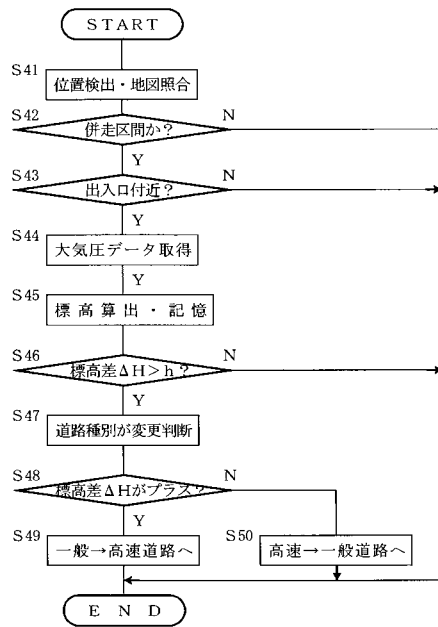 START
S41
位置検出・地図照合
S42
併走区間か？
N
Y
S43
出入口付近？
N
Y
S44
大気圧データ取得
Y
S45
標高算出・記憶
S46
標高差ΔH>h？
N
Y
S47
道路種別が変更判断
S48
標高差ΔHがプラス？
N
Y
S49
一般→高速道路へ
S50
高速→一般道路へ
END